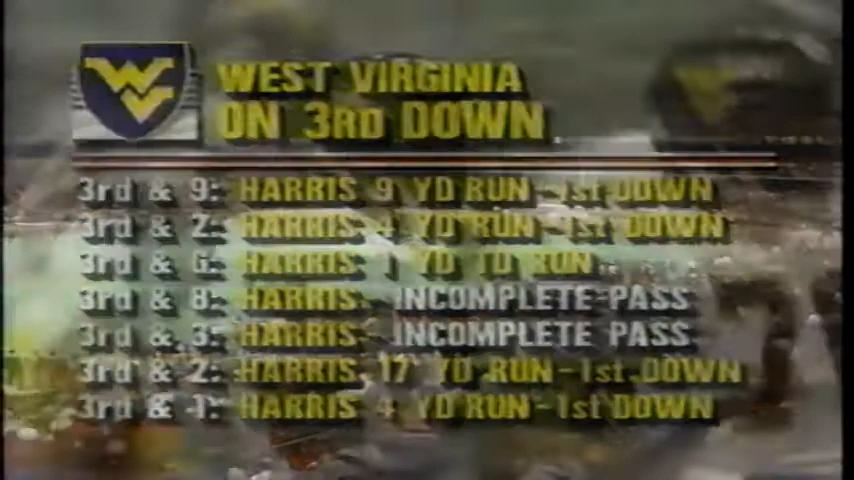 WV
WEST VIRGINIA
ON 3RD DOWN
3rd & 9: HARRIS 9 YD RUN-1st DOWN
3rd & 2: HARRIS 4 YD RUN-1st DOWN
3rd & G: HARRIS 1 YD TD RUN
3rd & 8: HARRIS- INCOMPLETE PASS
3rd & 3: HARRIS- INCOMPLETE PASS
3rd & 2: HARRIS 17 YD RUN-1st DOWN
3rd & 1: HARRIS 4 YD RUN-1st DOWN